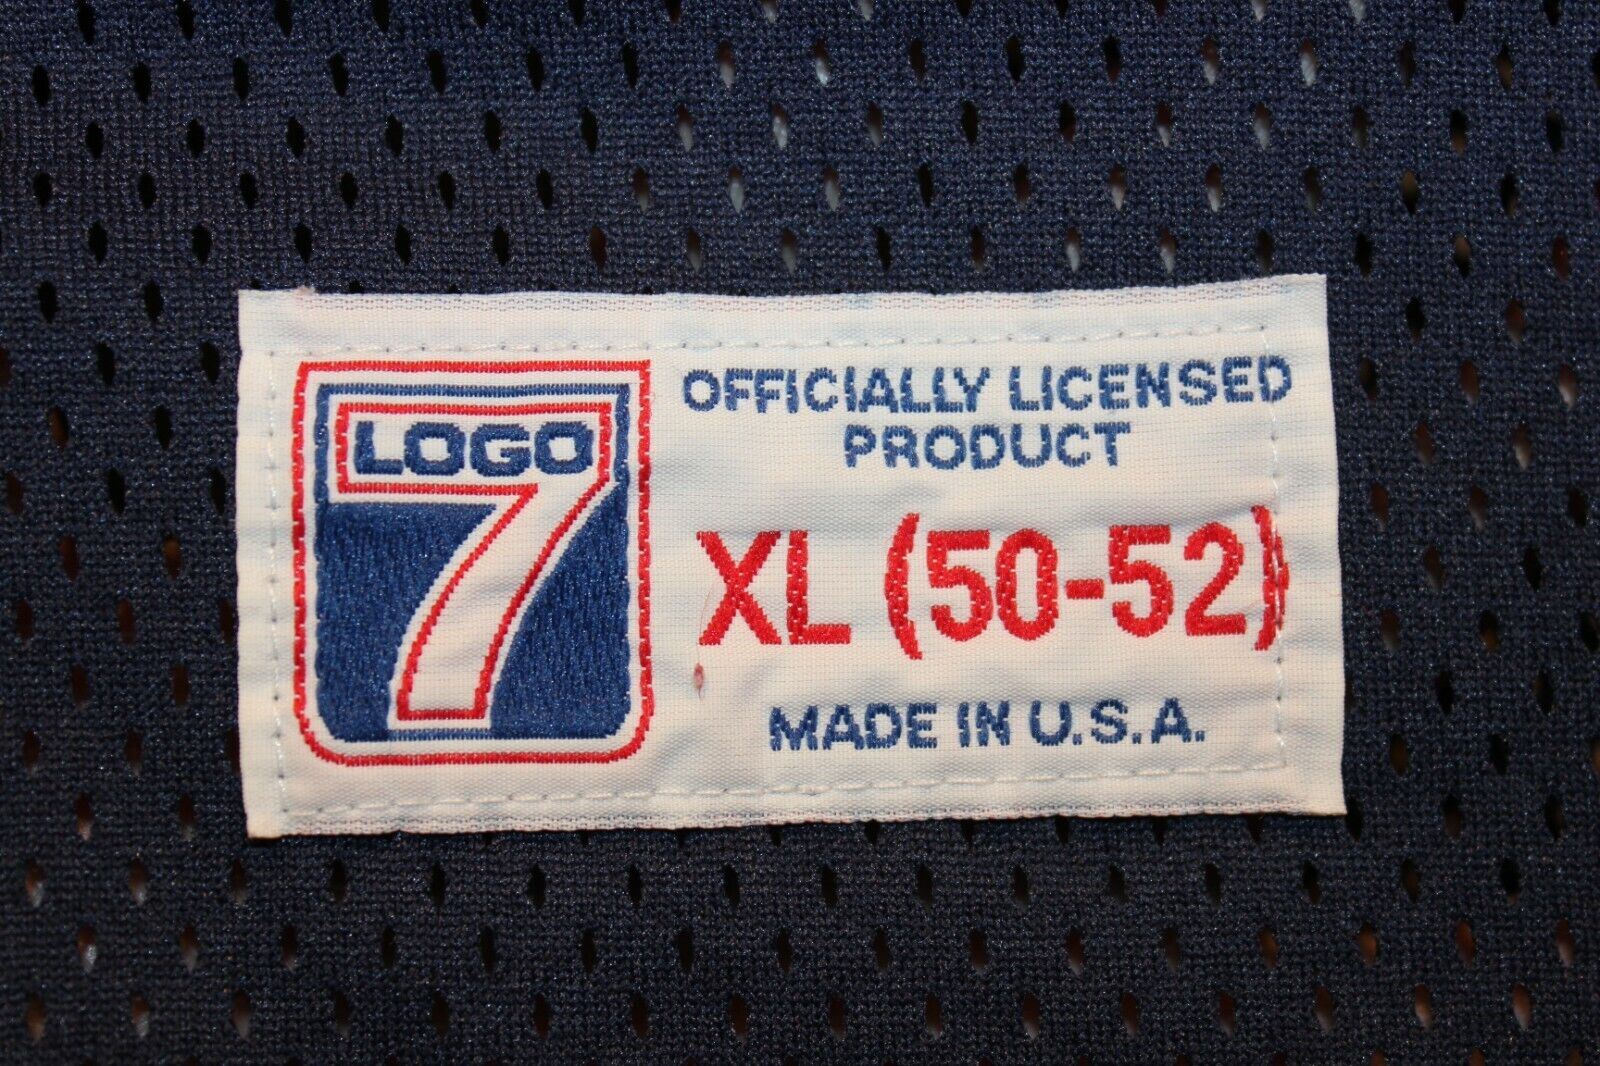 LOGO
7
OFFICIALLY LICENSED
PRODUCT
XL (50-52)
MADE IN U.S.A.